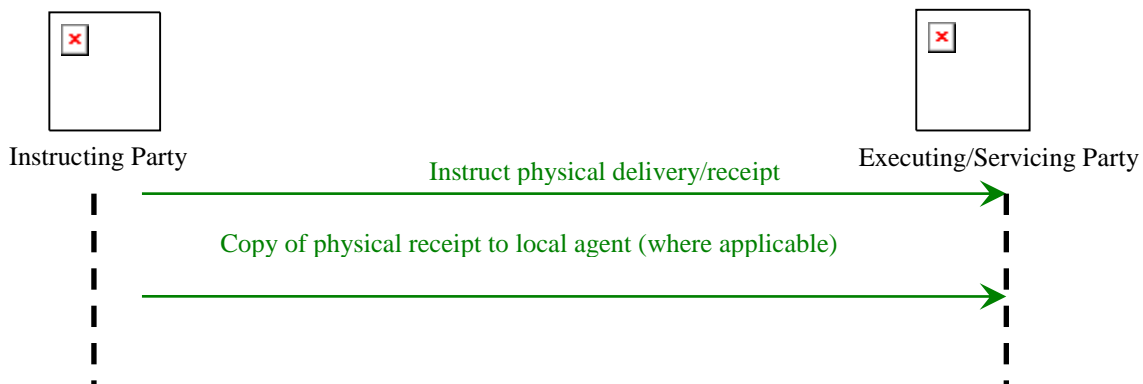 Instructing Party
Executing/Servicing Party
Instruct physical delivery/receipt
Copy of physical receipt to local agent (where applicable)